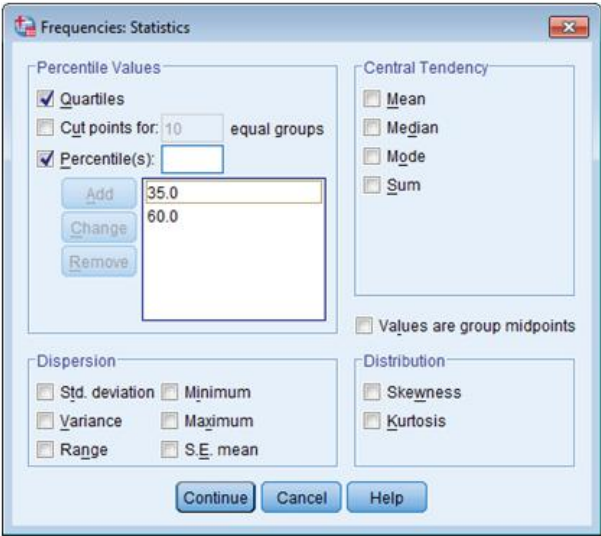 Frequencies: Statistics
Percentile Values
Quartiles
Cut points for: 10 equal groups
Percentile(s):
Add
Change
Remove
35.0
60.0
Central Tendency
Mean
Median
Mode
Sum
Values are group midpoints
Dispersion
Std. deviation Minimum
Variance Maximum
Range S.E. mean
Distribution
Skewness
Kurtosis
Continue Cancel Help